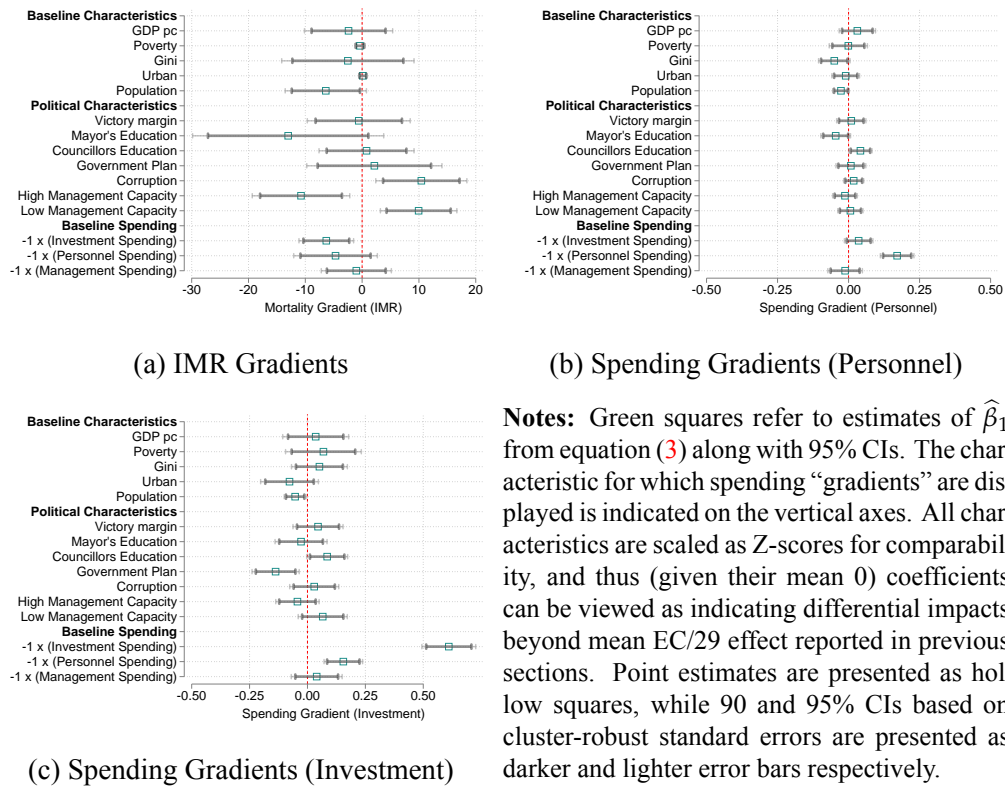 Baseline Characteristics
GDP pc
Poverty
Gini
Urban
Population
Political Characteristics
Victory margin
Mayor's Education
Councillors Education
Government Plan
Corruption
High Management Capacity
Low Management Capacity
Baseline Spending
-1 x (Investment Spending)
-1 x (Personnel Spending)
-1 x (Management Spending)
-30 -20 -10 0 10 20
Mortality Gradient (IMR)
(a) IMR Gradients
Baseline Characteristics
GDP pc
Poverty
Gini
Urban
Population
Political Characteristics
Victory margin
Mayor's Education
Councillors Education
Government Plan
Corruption
High Management Capacity
Low Management Capacity
Baseline Spending
-1 x (Investment Spending)
-1 x (Personnel Spending)
-1 x (Management Spending)
-0.50 -0.25 0.00 0.25 0.50
Spending Gradient (Personnel)
(b) Spending Gradients (Personnel)
Baseline Characteristics
GDP pc
Poverty
Gini
Urban
Population
Political Characteristics
Victory margin
Mayor's Education
Councillors Education
Government Plan
Corruption
High Management Capacity
Low Management Capacity
Baseline Spending
-1 x (Investment Spending)
-1 x (Personnel Spending)
-1 x (Management Spending)
-0.50 -0.25 0.00 0.25 0.50
Spending Gradient (Investment)
(c) Spending Gradients (Investment)
Notes: Green squares refer to estimates of β̂1
from equation (3) along with 95% CIs. The char
acteristic for which spending “gradients” are dis
played is indicated on the vertical axes. All char
acteristics are scaled as Z-scores for comparabil
ity, and thus (given their mean 0) coefficients
can be viewed as indicating differential impacts
beyond mean EC/29 effect reported in previous
sections. Point estimates are presented as hol
low squares, while 90 and 95% CIs based on
cluster-robust standard errors are presented as
darker and lighter error bars respectively.